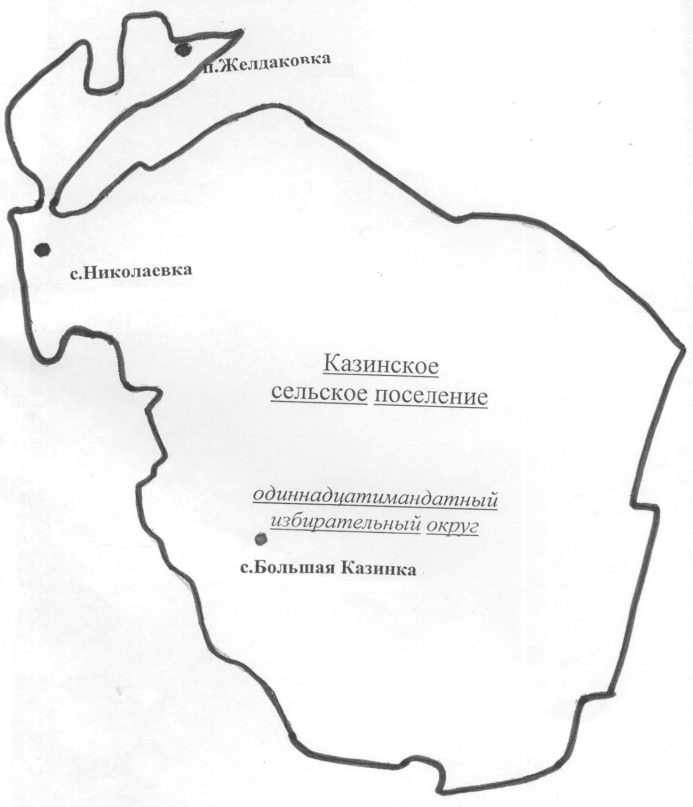 п.Желдаковка
с.Николаевка
Казинское
сельское поселение
одиннадцатимандатный
избирательный округ
с.Большая Казинка